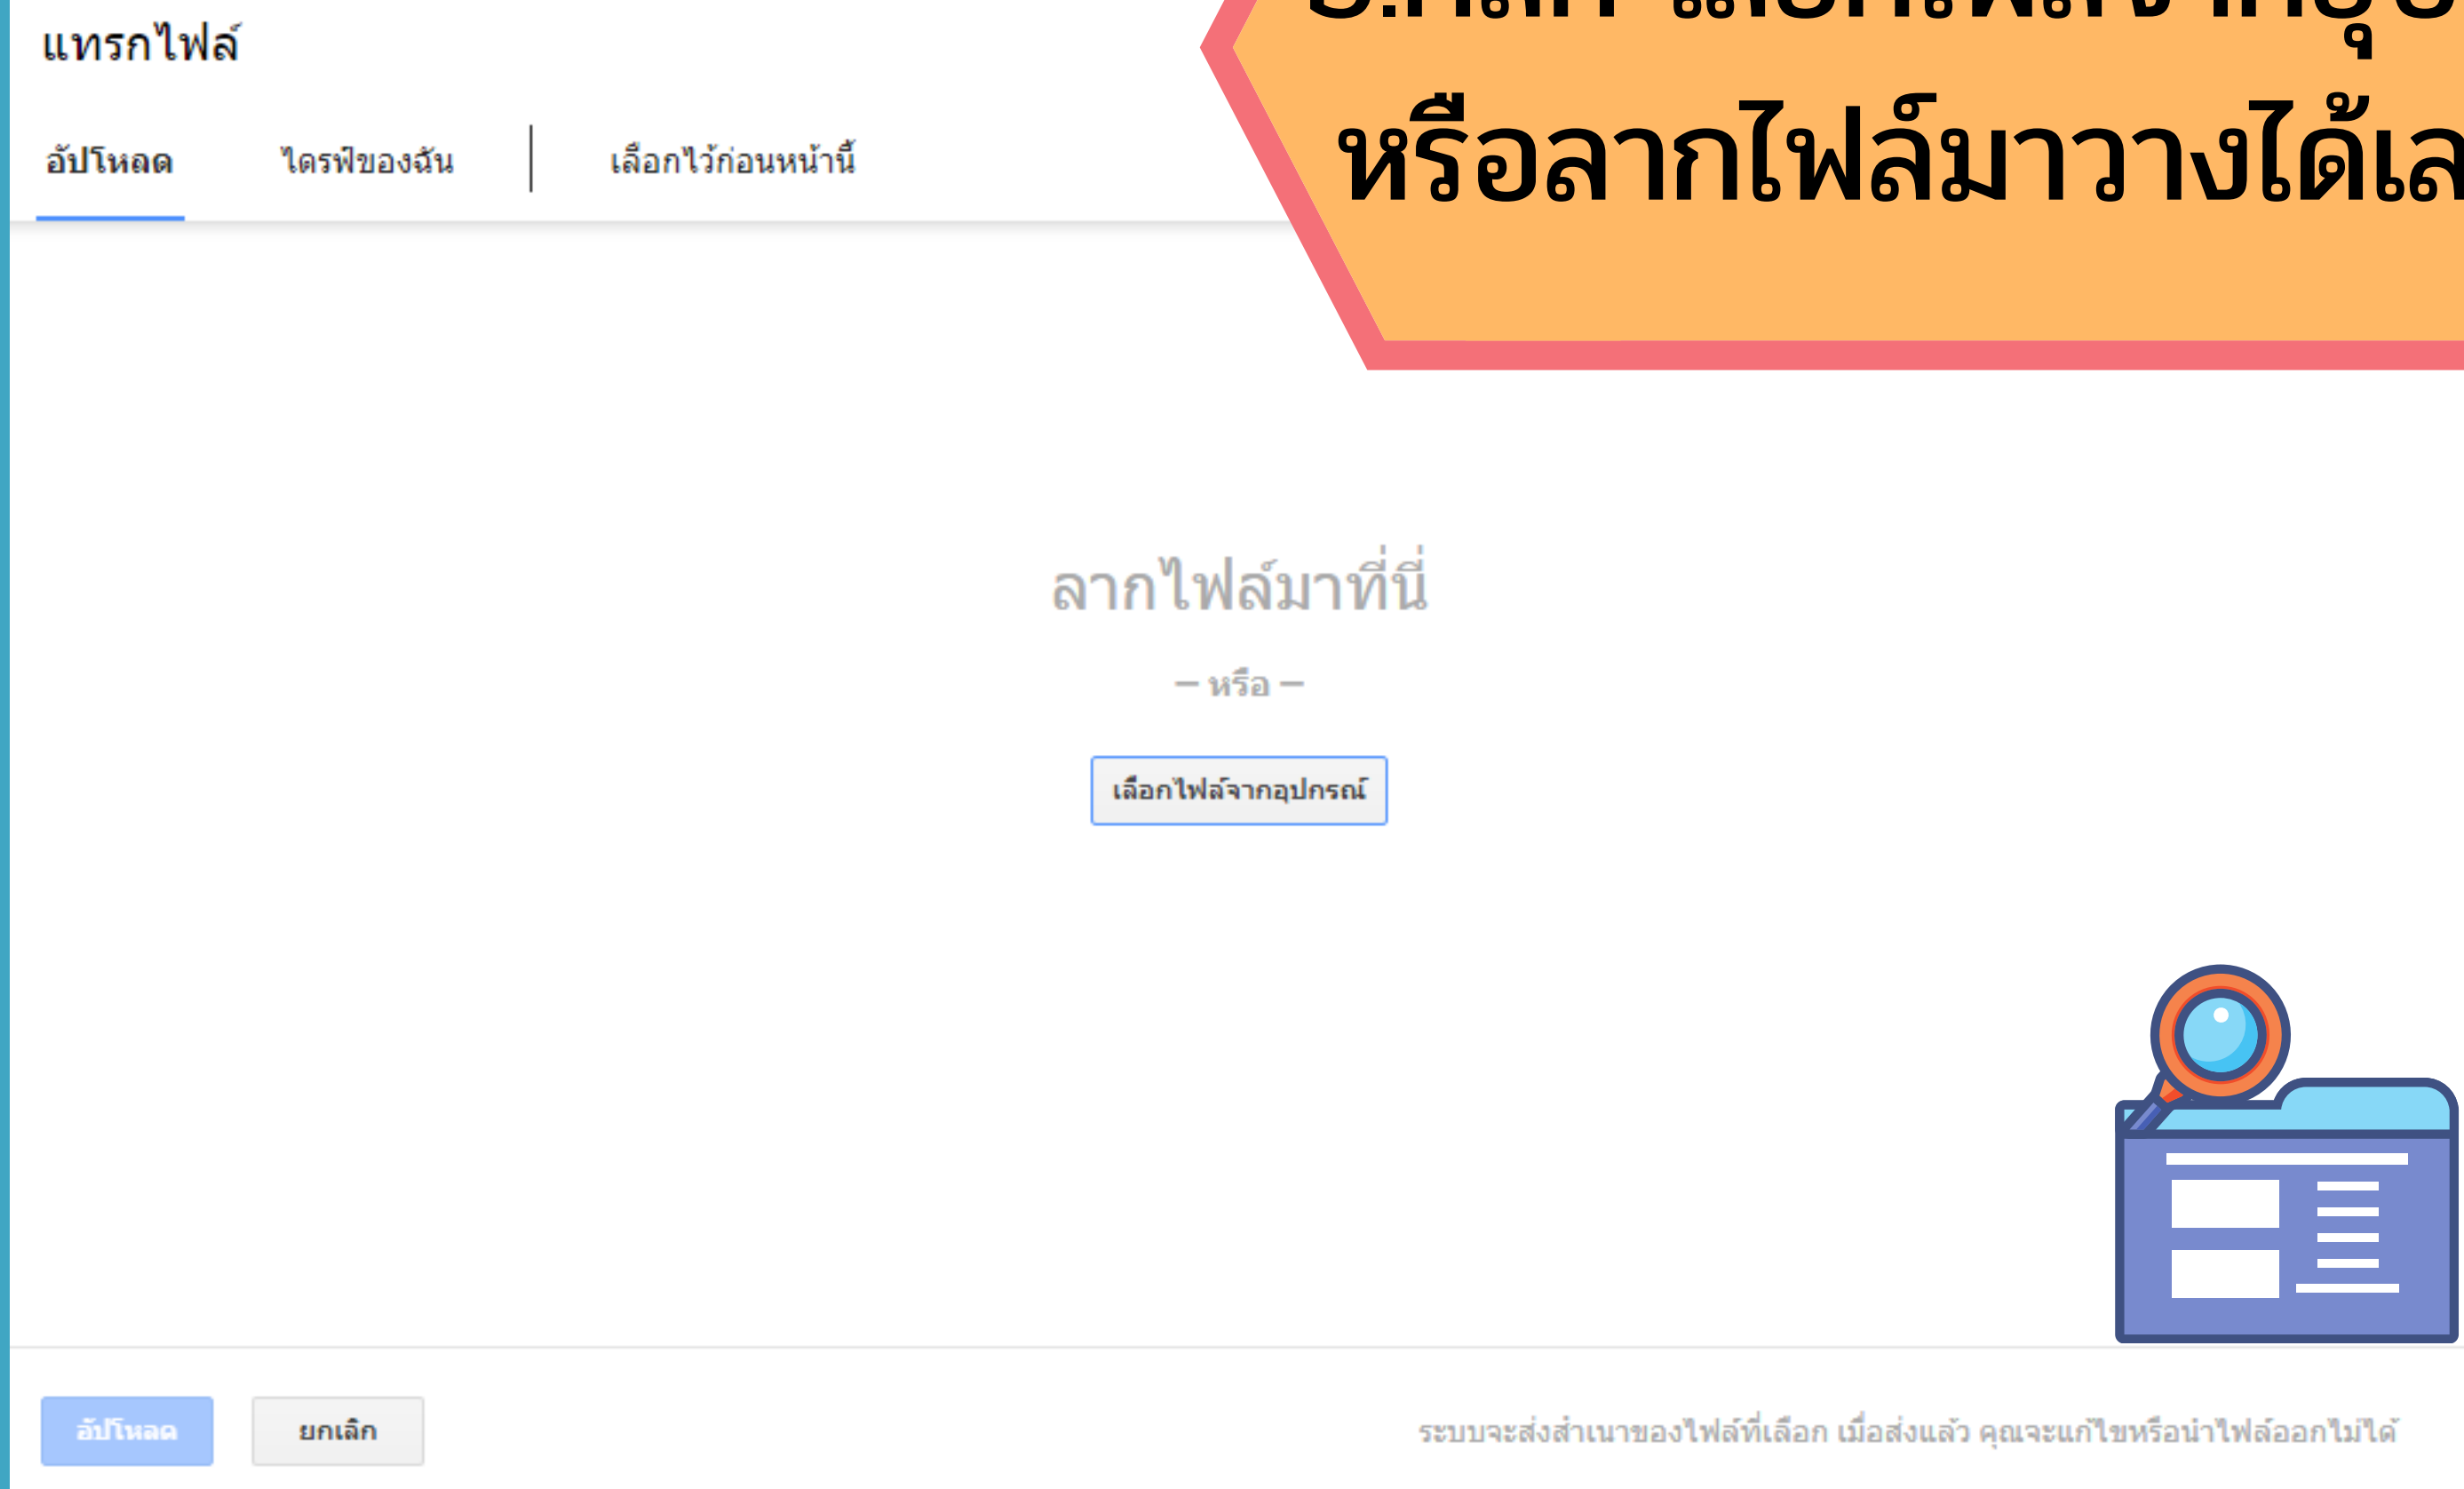 แทรกไฟล์
อัปโหลด ไดรฟ์ของฉัน เลือกไว้ก่อนหน้านี้
หรือลากไฟล์มาวางได้เล
ลากไฟล์มาที่นี่
– หรือ –
เลือกไฟล์จากอุปกรณ์
อัปโหลด ยกเลิก
ระบบจะส่งสำเนาของไฟล์ที่เลือก เมื่อส่งแล้ว คุณจะแก้ไขหรือนำไฟล์ออกไม่ได้